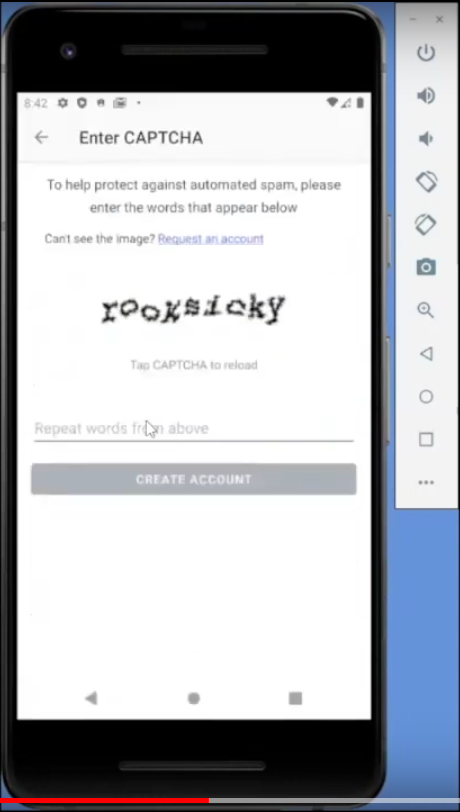 8:42
Enter CAPTCHA
To help protect against automated spam, please
enter the words that appear below
Can't see the image? Request an account
rooksicky
Tap CAPTCHA to reload
Repeat words from above
CREATE ACCOUNT